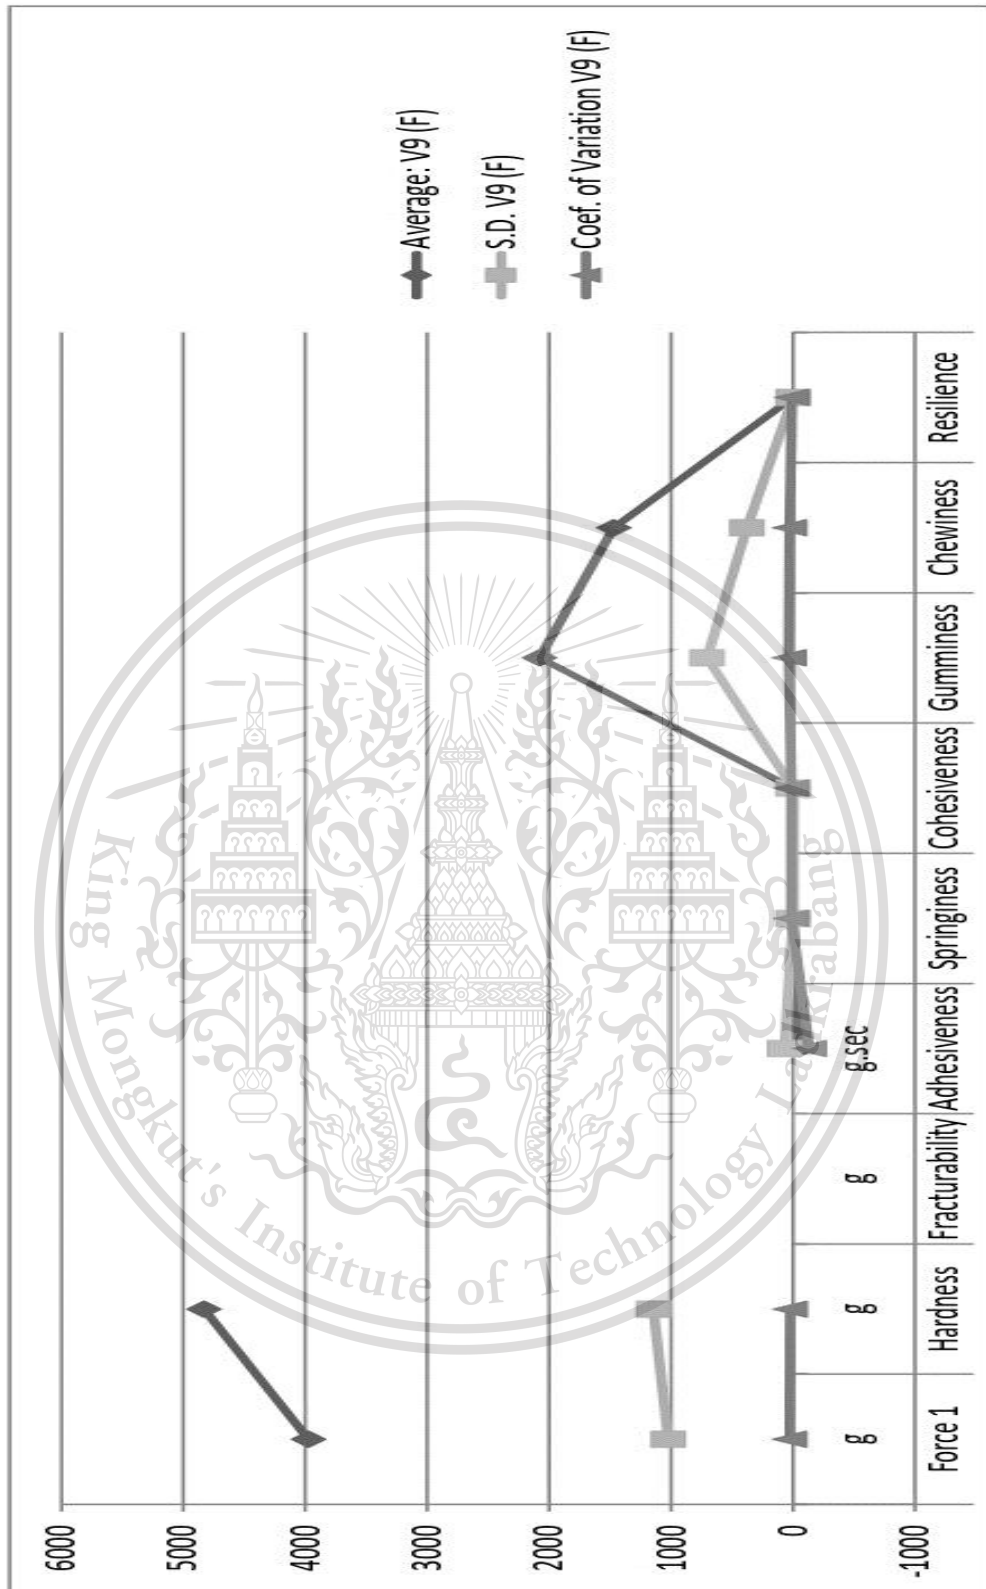 6000
5000
4000
3000
2000
1000
0
-1000
g
g
g
g.sec
Force 1
Hardness
Fracturability
Adhesiveness
Springiness
Cohesiveness
Gumminess
Chewiness
Resilience
Average: V9 (F)
S.D. V9 (F)
Coef. of Variation V9 (F)
King Mongkut's Institute of Technology Ladkrabang